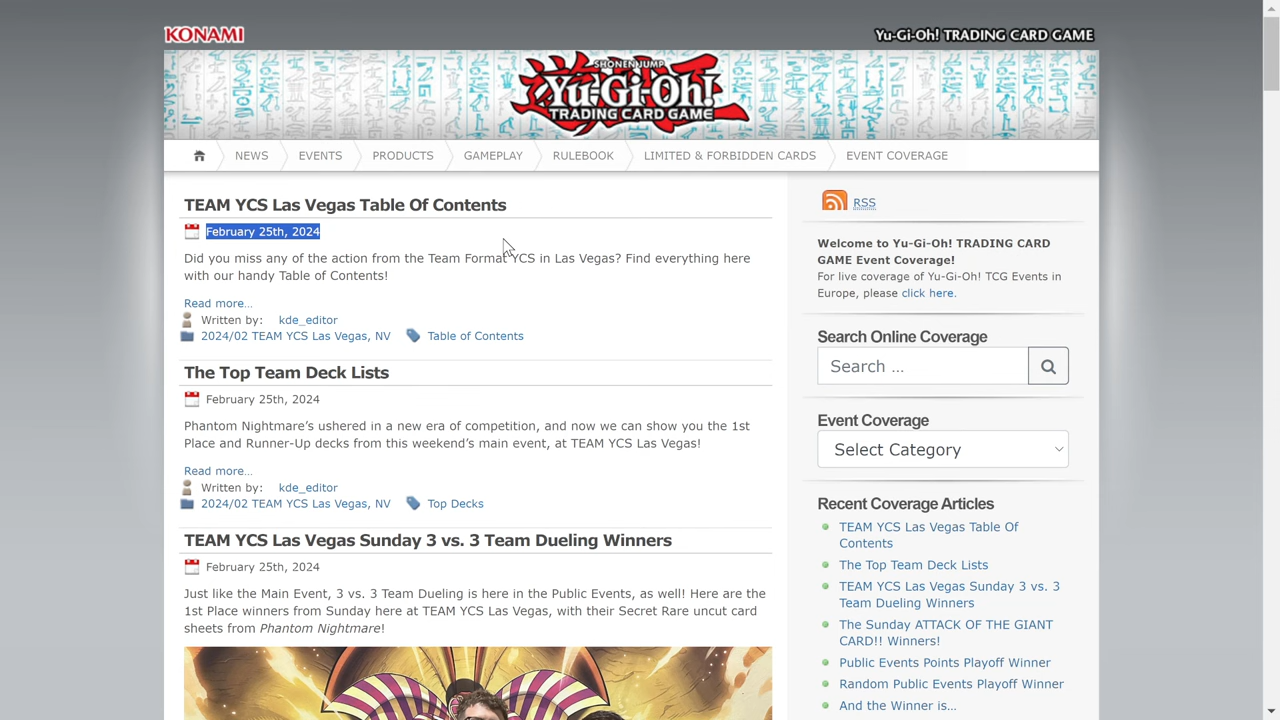 KONAMI
Yu-Gi-Oh! TRADING CARD GAME
SHONEN JUMP
Yu-Gi-Oh!
TRADING CARD GAME
NEWS
EVENTS
PRODUCTS
GAMEPLAY
RULEBOOK
LIMITED & FORBIDDEN CARDS
EVENT COVERAGE
TEAM YCS Las Vegas Table Of Contents
February 25th, 2024
Did you miss any of the action from the Team Format YCS in Las Vegas? Find everything here
with our handy Table of Contents!
Read more...
Written by: kde_editor
2024/02 TEAM YCS Las Vegas, NV Table of Contents
The Top Team Deck Lists
February 25th, 2024
Phantom Nightmare’s ushered in a new era of competition, and now we can show you the 1st
Place and Runner-Up decks from this weekend’s main event, at TEAM YCS Las Vegas!
Read more...
Written by: kde_editor
2024/02 TEAM YCS Las Vegas, NV Top Decks
TEAM YCS Las Vegas Sunday 3 vs. 3 Team Dueling Winners
February 25th, 2024
Just like the Main Event, 3 vs. 3 Team Dueling is here in the Public Events, as well! Here are the
1st Place winners from Sunday here at TEAM YCS Las Vegas, with their Secret Rare uncut card
sheets from Phantom Nightmare!
RSS
Welcome to Yu-Gi-Oh! TRADING CARD
GAME Event Coverage!
For live coverage of Yu-Gi-Oh! TCG Events in
Europe, please click here.
Search Online Coverage
Search ...
Event Coverage
Select Category
Recent Coverage Articles
TEAM YCS Las Vegas Table Of
Contents
The Top Team Deck Lists
TEAM YCS Las Vegas Sunday 3 vs. 3
Team Dueling Winners
The Sunday ATTACK OF THE GIANT
CARD!! Winners!
Public Events Points Playoff Winner
Random Public Events Playoff Winner
And the Winner is...